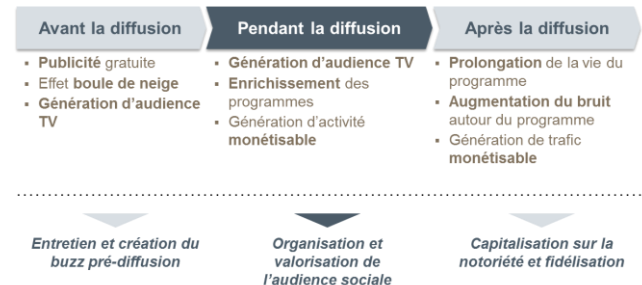 Avant la diffusion
Pendant la diffusion
Après la diffusion
▪ Publicité gratuite
▪ Effet boule de neige
▪ Génération d'audience
TV
▪ Génération d'audience TV
▪ Enrichissement des
programmes
▪ Génération d'activité
monétisable
▪ Prolongation de la vie du
programme
▪ Augmentation du bruit
autour du programme
▪ Génération de trafic
monétisable
Entretien et création du
buzz pré-diffusion
Organisation et
valorisation de
l'audience sociale
Capitalisation sur la
notoriété et fidélisation